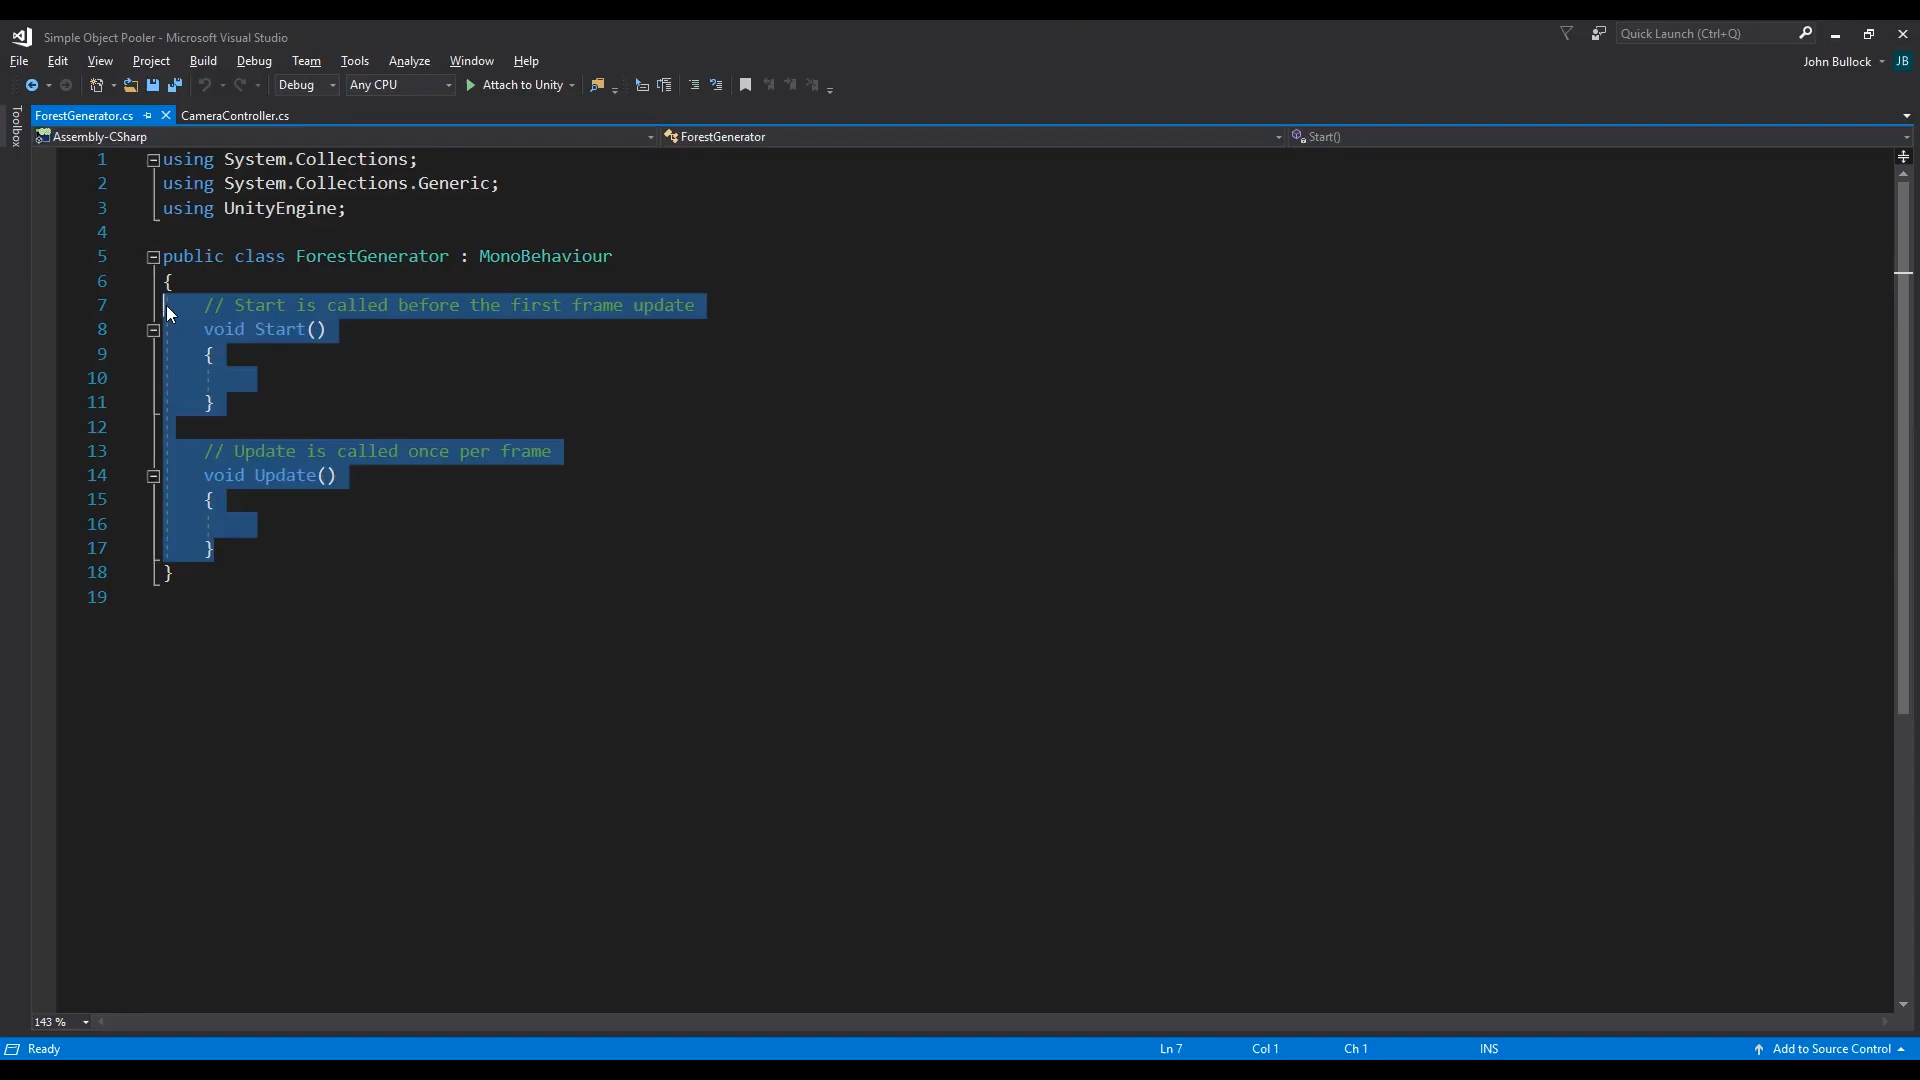 Simple Object Pooler - Microsoft Visual Studio
Quick Launch (Ctrl+Q)
File Edit View Project Build Debug Team Tools Analyze Window Help
John Bullock JB
Debug Any CPU Attach to Unity
Toolbox
ForestGenerator.cs CameraController.cs
Assembly-CSharp ForestGenerator Start()
1 using System.Collections;
2 using System.Collections.Generic;
3 using UnityEngine;
4
5 public class ForestGenerator : MonoBehaviour
6 {
7 // Start is called before the first frame update
8 void Start()
9 {
10
11 }
12
13 // Update is called once per frame
14 void Update()
15 {
16
17 }
18 }
19
143 %
Ready Ln 7 Col 1 Ch 1 INS Add to Source Control